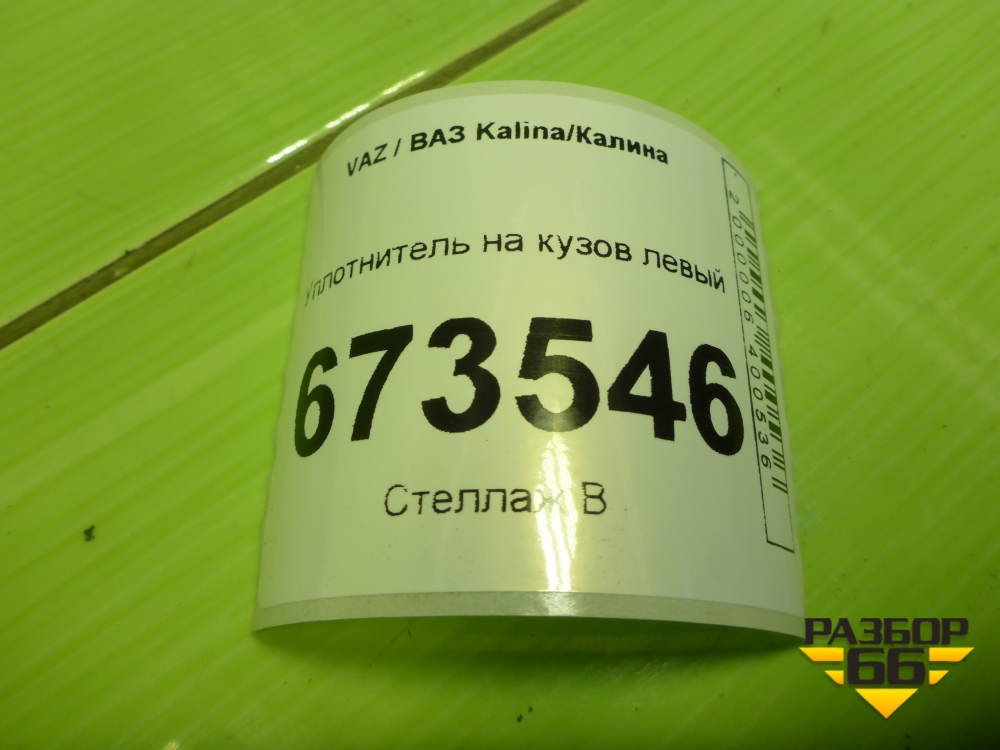 VAZ / ВАЗ Kalina/Калина
Уплотнитель на кузов левый
673546
Стеллаж В
2000006400536
РАЗБОР
66